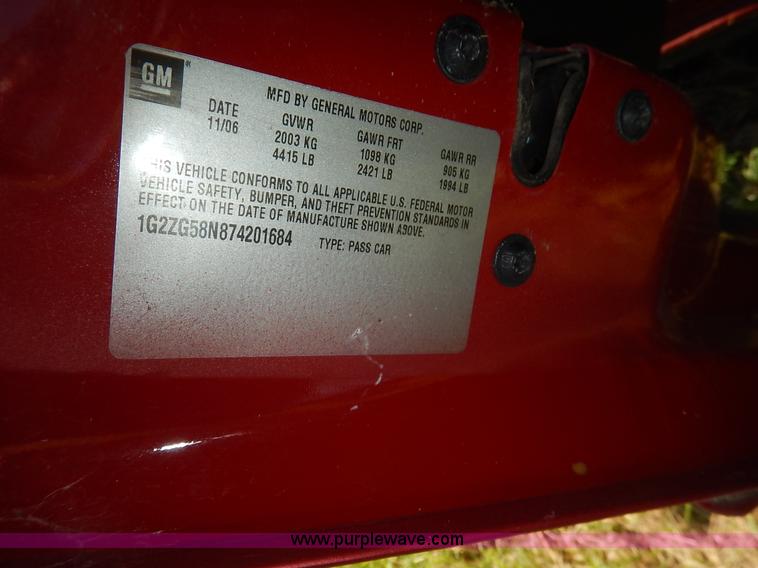 GM
MFD BY GENERAL MOTORS CORP.
DATE GVWR GAWR FRT GAWR RR
11/06 2003 KG 1098 KG 905 KG
4415 LB 2421 LB 1994 LB
THIS VEHICLE CONFORMS TO ALL APPLICABLE U.S. FEDERAL MOTOR
VEHICLE SAFETY, BUMPER, AND THEFT PREVENTION STANDARDS IN
EFFECT ON THE DATE OF MANUFACTURE SHOWN ABOVE.
1G2ZG58N874201684 TYPE: PASS CAR
www.purplewave.com